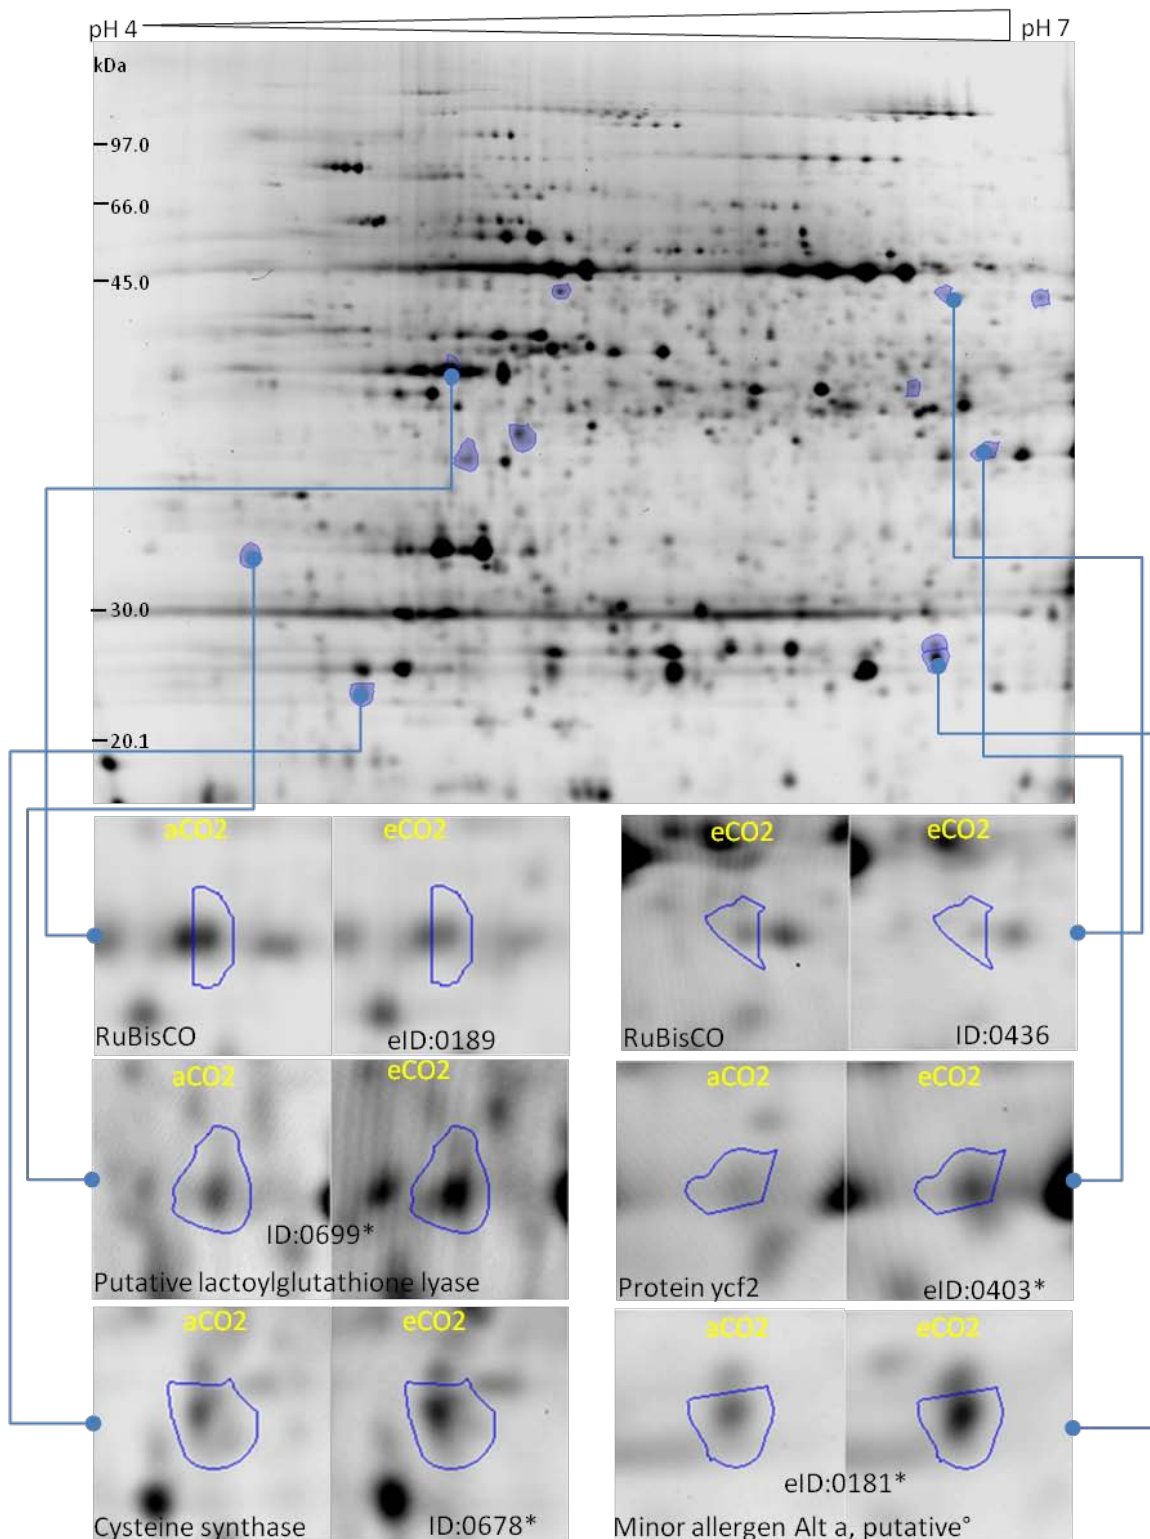 pH 4
pH 7
kDa
97.0
66.0
45.0
30.0
20.1
aCO2
eCO2
RuBisCO
eID:0189
eCO2
eCO2
RuBisCO
ID:0436
aCO2
eCO2
ID:0699*
Putative lactoylglutathione lyase
aCO2
eCO2
Protein ycf2
eID:0403*
aCO2
eCO2
Cysteine synthase
ID:0678*
aCO2
eCO2
eID:0181*
Minor allergen Alt a, putative°